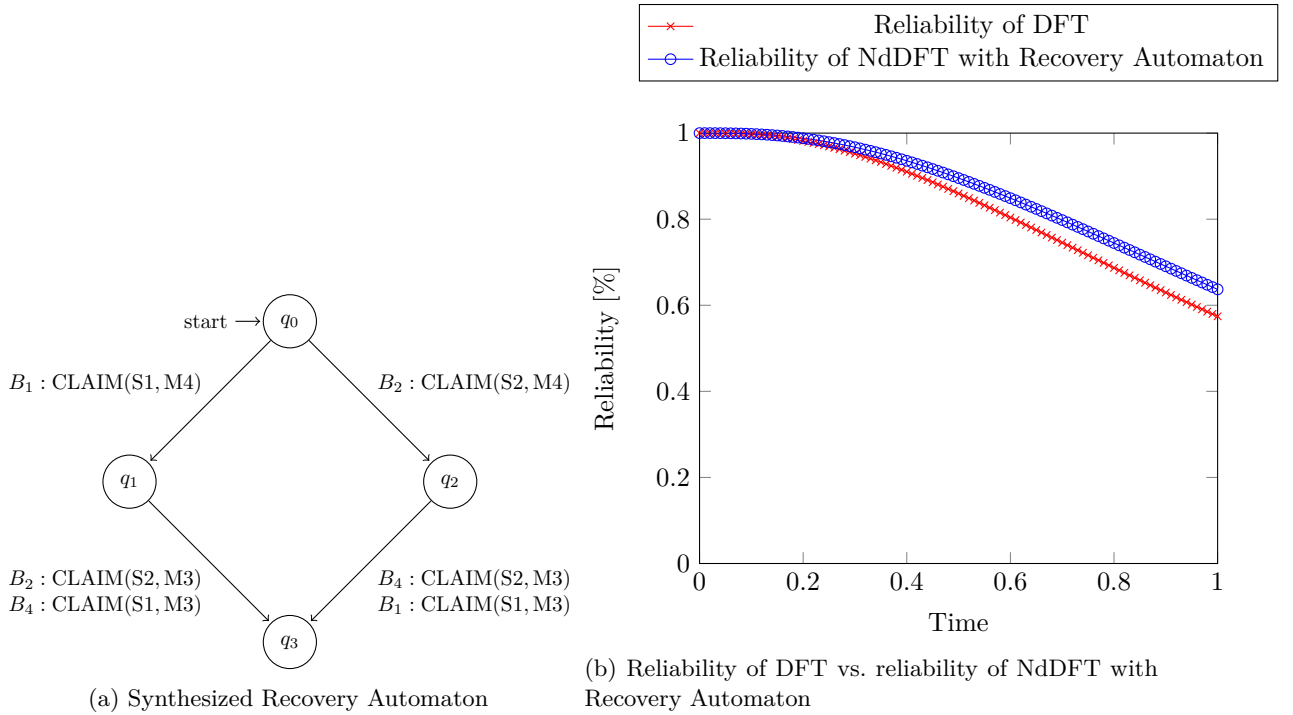 start
q0
B1 : CLAIM(S1, M4)
B2 : CLAIM(S2, M4)
q1
q2
B2 : CLAIM(S2, M3)
B4 : CLAIM(S1, M3)
B4 : CLAIM(S2, M3)
B1 : CLAIM(S1, M3)
q3
(a) Synthesized Recovery Automaton
Reliability of DFT
Reliability of NdDFT with Recovery Automaton
1
0.8
0.6
0.4
0.2
0
Reliability [%]
0 0.2 0.4 0.6 0.8 1
Time
(b) Reliability of DFT vs. reliability of NdDFT with
Recovery Automaton